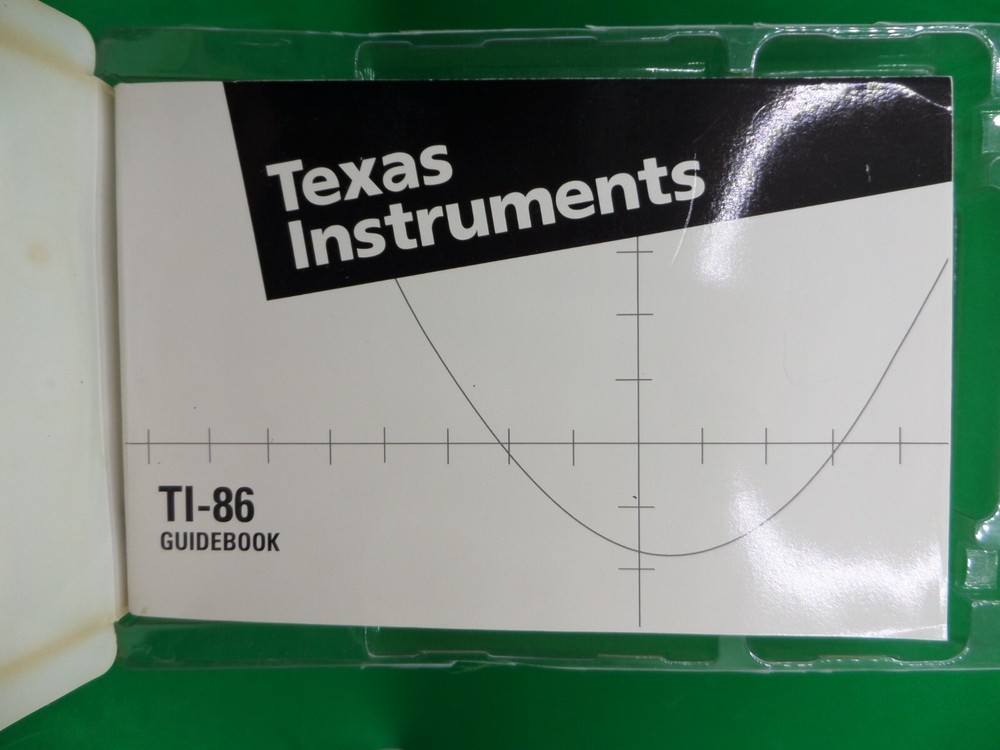 Texas
Instruments
TI-86
GUIDEBOOK